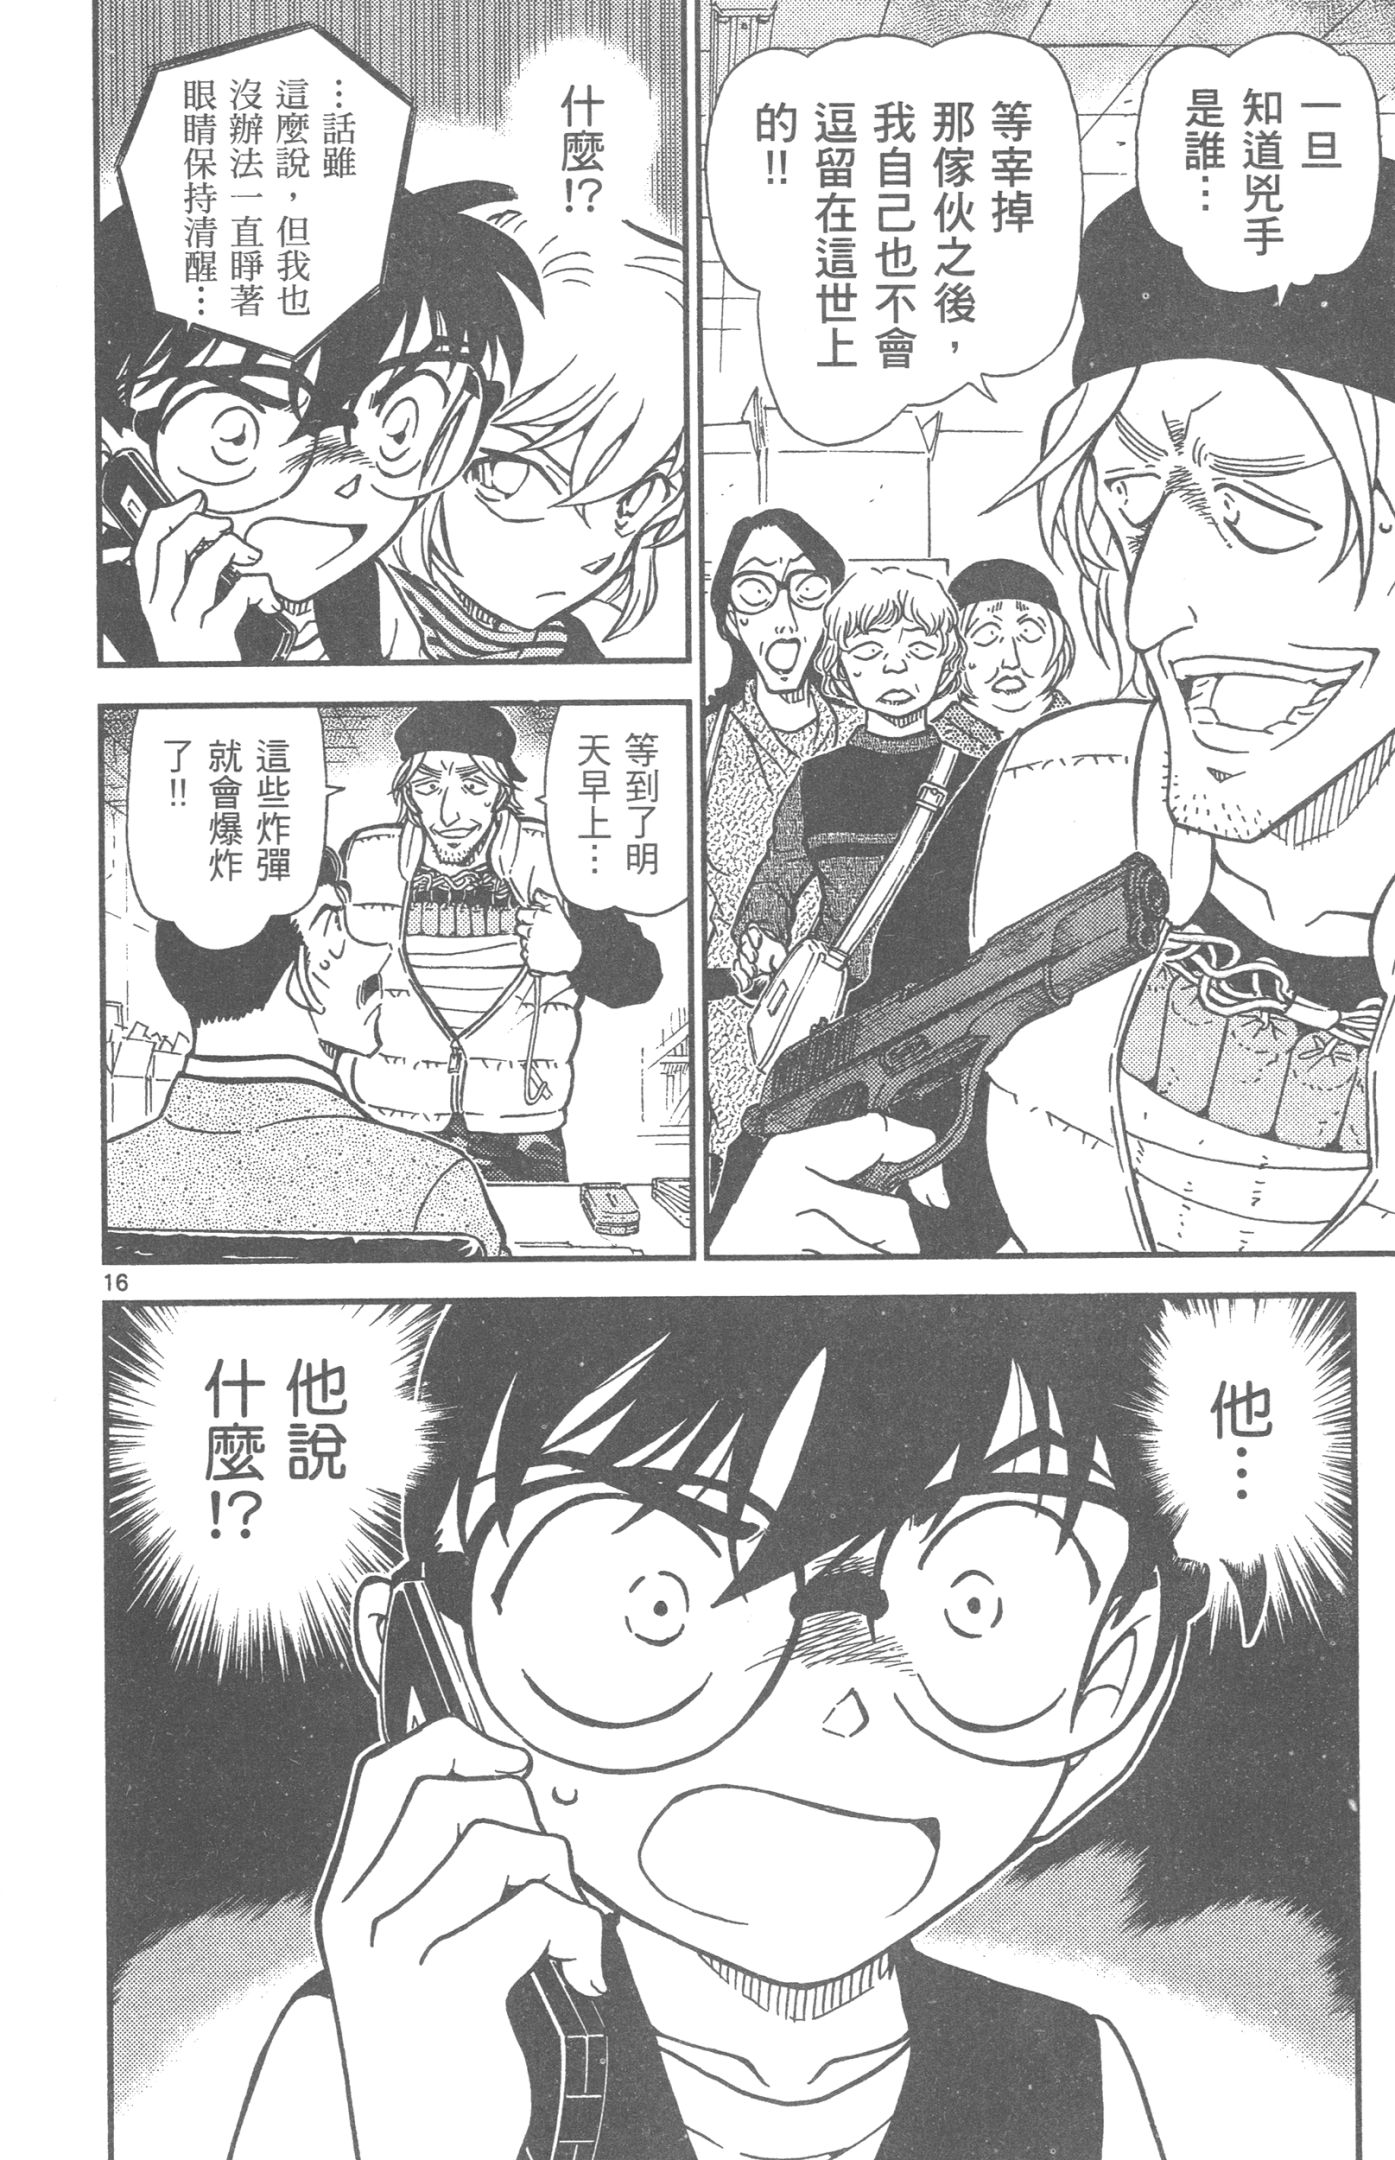 一旦
知道兇手
是誰…
等宰掉
那傢伙之後，
我自己也不會
逗留在這世上
的!!
什麼!?
…話雖
這麼說，但我也
沒辦法一直睜著
眼睛保持清醒…
等到了明
天早上…
這些炸彈
就會爆炸
了!!
16
他…
他說
什麼!?